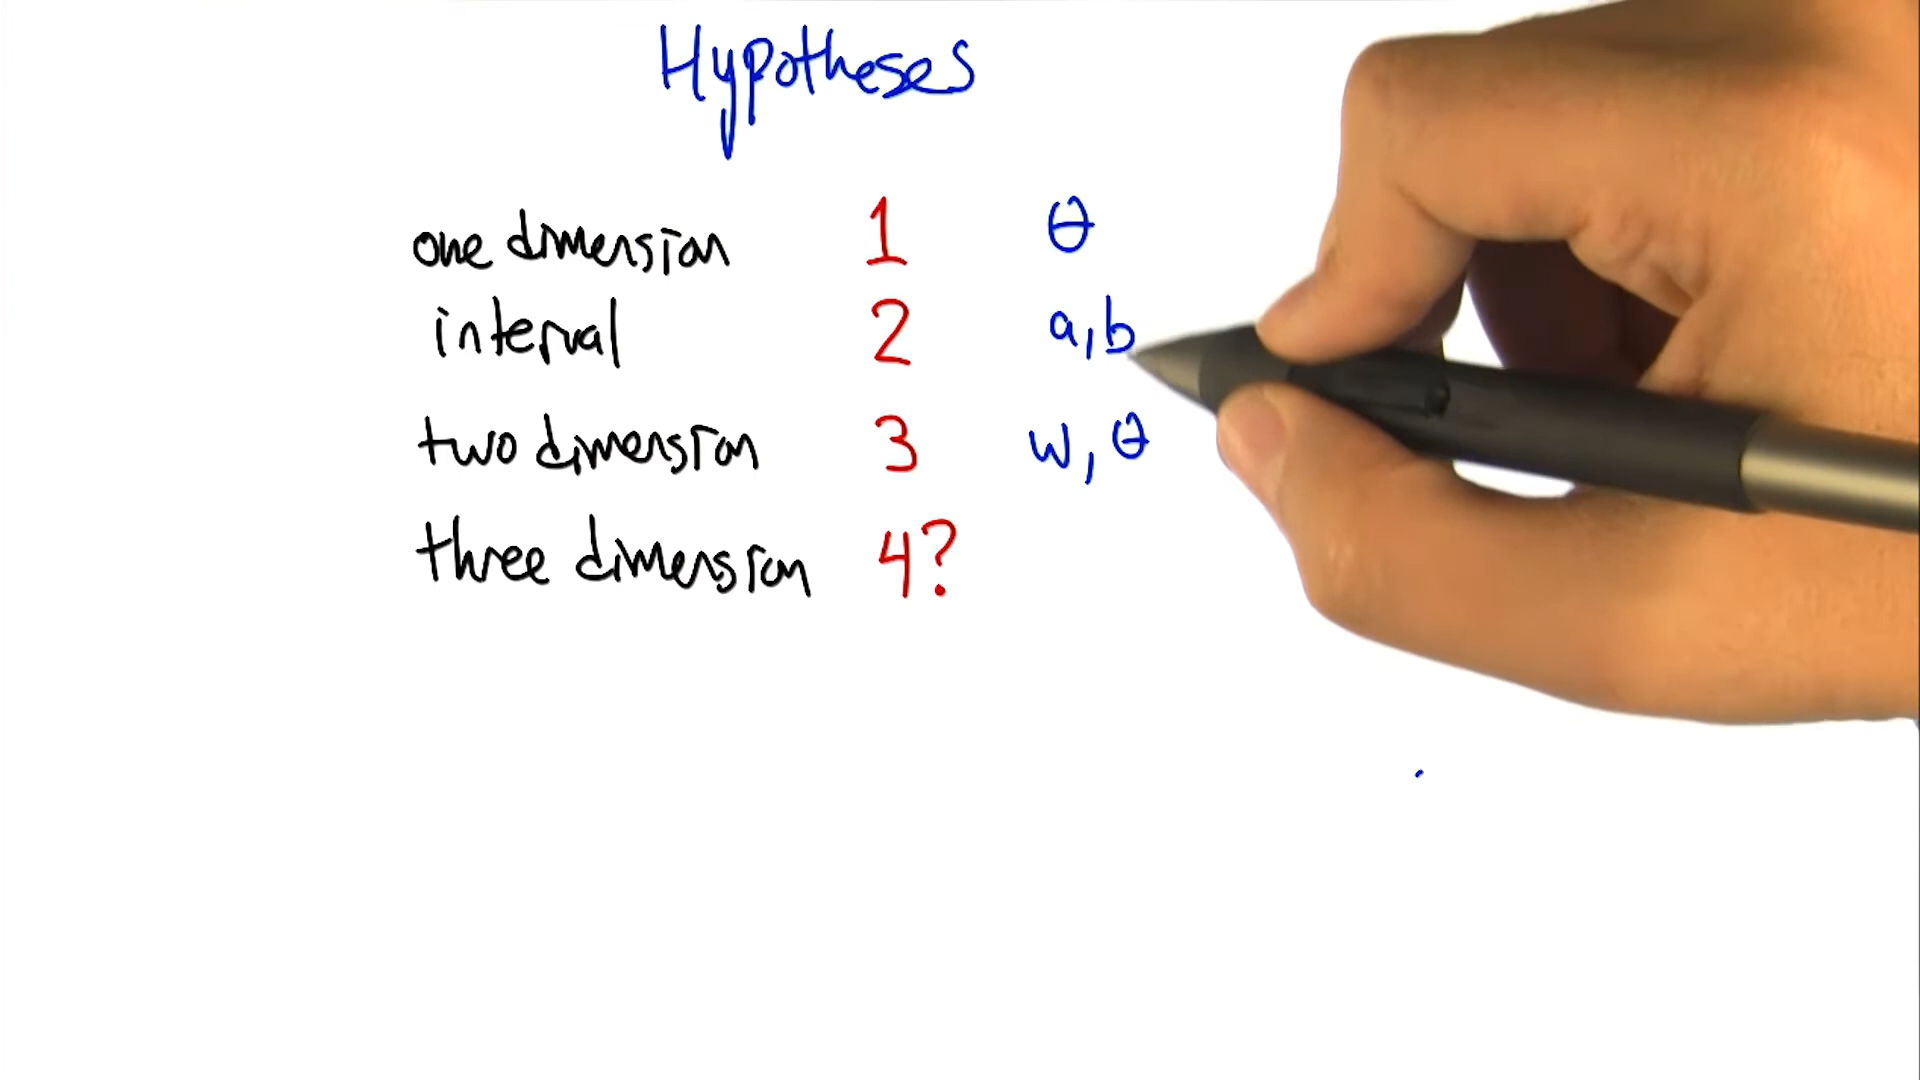 Hypotheses
one dimension 1 θ
interval 2 a, b
two dimension 3 w, θ
three dimension 4?